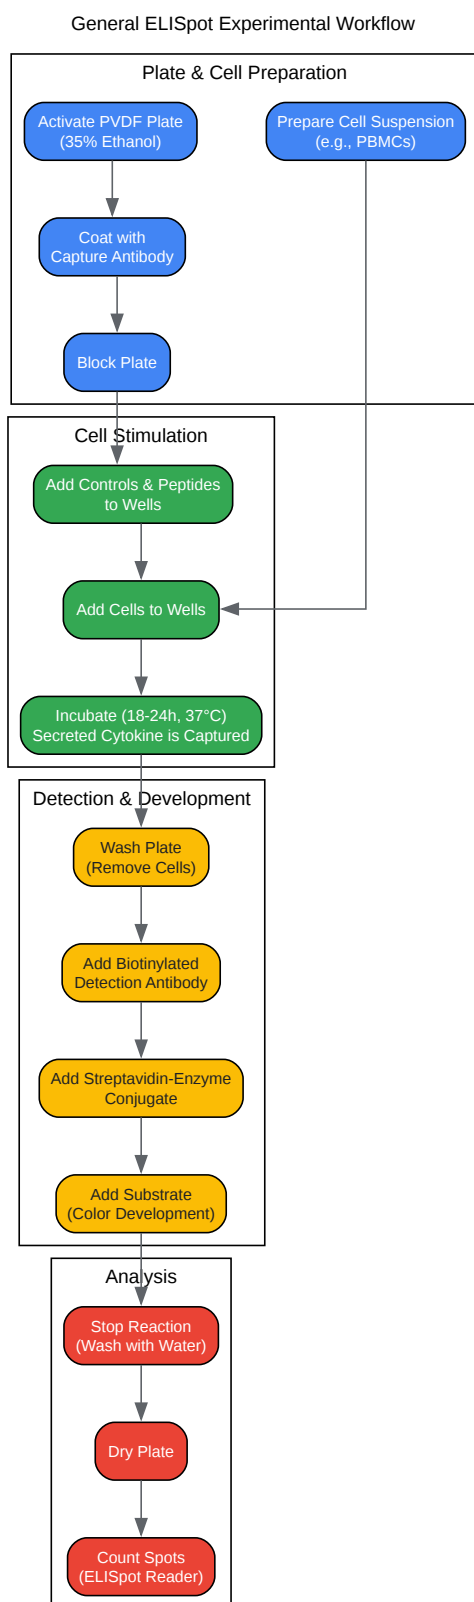 General ELISpot Experimental Workflow
Plate & Cell Preparation
Activate PVDF Plate
(35% Ethanol)
Prepare Cell Suspension
(e.g., PBMCs)
Coat with
Capture Antibody
Block Plate
Cell Stimulation
Add Controls & Peptides
to Wells
Add Cells to Wells
Incubate (18-24h, 37°C)
Secreted Cytokine is Captured
Detection & Development
Wash Plate
(Remove Cells)
Add Biotinylated
Detection Antibody
Add Streptavidin-Enzyme
Conjugate
Add Substrate
(Color Development)
Analysis
Stop Reaction
(Wash with Water)
Dry Plate
Count Spots
(ELISpot Reader)